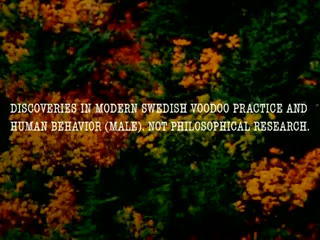 DISCOVERIES IN MODERN SWEDISH VOODOO PRACTICE AND
HUMAN BEHAVIOR (MALE). NOT PHILOSOPHICAL RESEARCH.